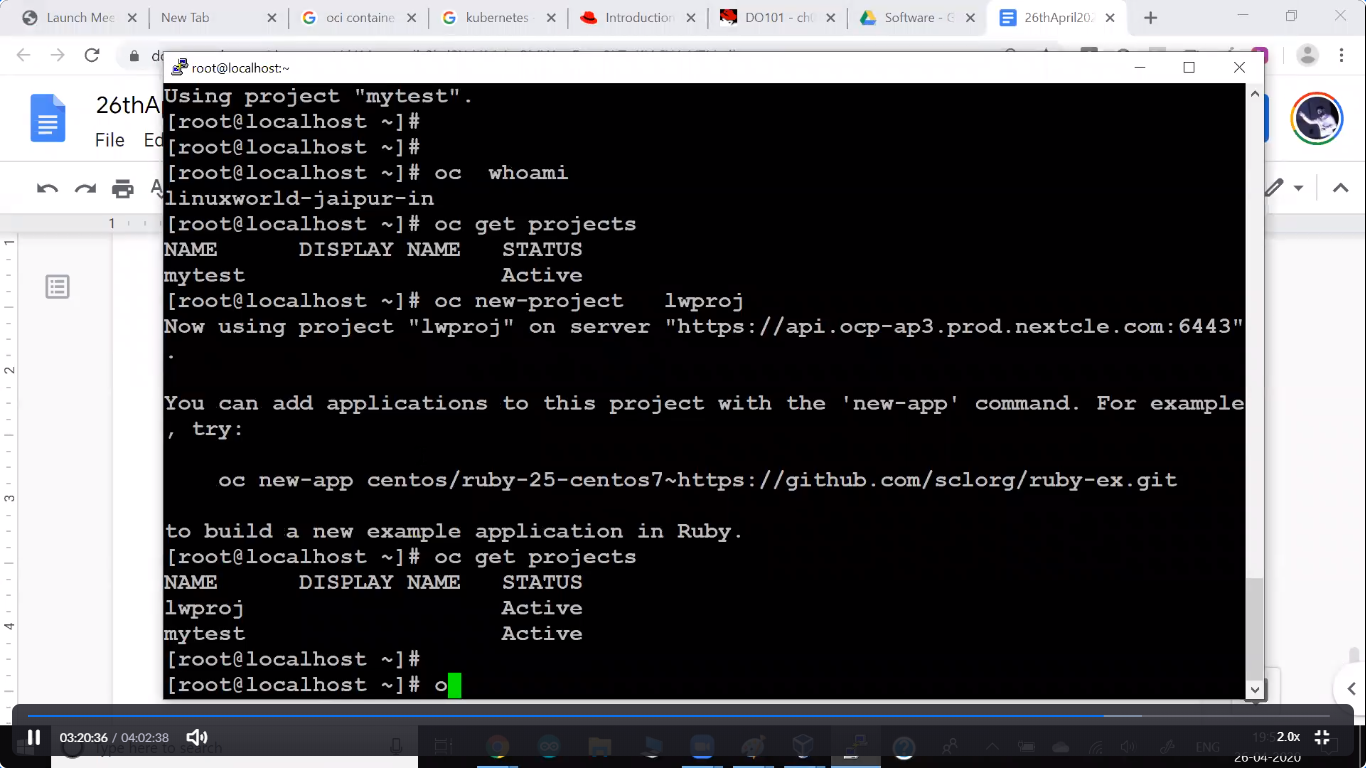 Launch Mee
New Tab
oci containe
kubernetes
Introduction
DO101 - ch0
Software - G
26thApril202
root@localhost:~
26thAp
File Ed
Using project "mytest".
[root@localhost ~]#
[root@localhost ~]#
[root@localhost ~]# oc  whoami
linuxworld-jaipur-in
[root@localhost ~]# oc get projects
NAME      DISPLAY NAME   STATUS
mytest                   Active
[root@localhost ~]# oc new-project   lwproj
Now using project "lwproj" on server "https://api.ocp-ap3.prod.nextcle.com:6443"
.
You can add applications to this project with the 'new-app' command. For example
, try:
    oc new-app centos/ruby-25-centos7~https://github.com/sclorg/ruby-ex.git
to build a new example application in Ruby.
[root@localhost ~]# oc get projects
NAME      DISPLAY NAME   STATUS
lwproj                   Active
mytest                   Active
[root@localhost ~]#
[root@localhost ~]# o
1
1
2
3
4
03:20:36 / 04:02:38
Type here to search
2.0x
ENG
26-04-2020